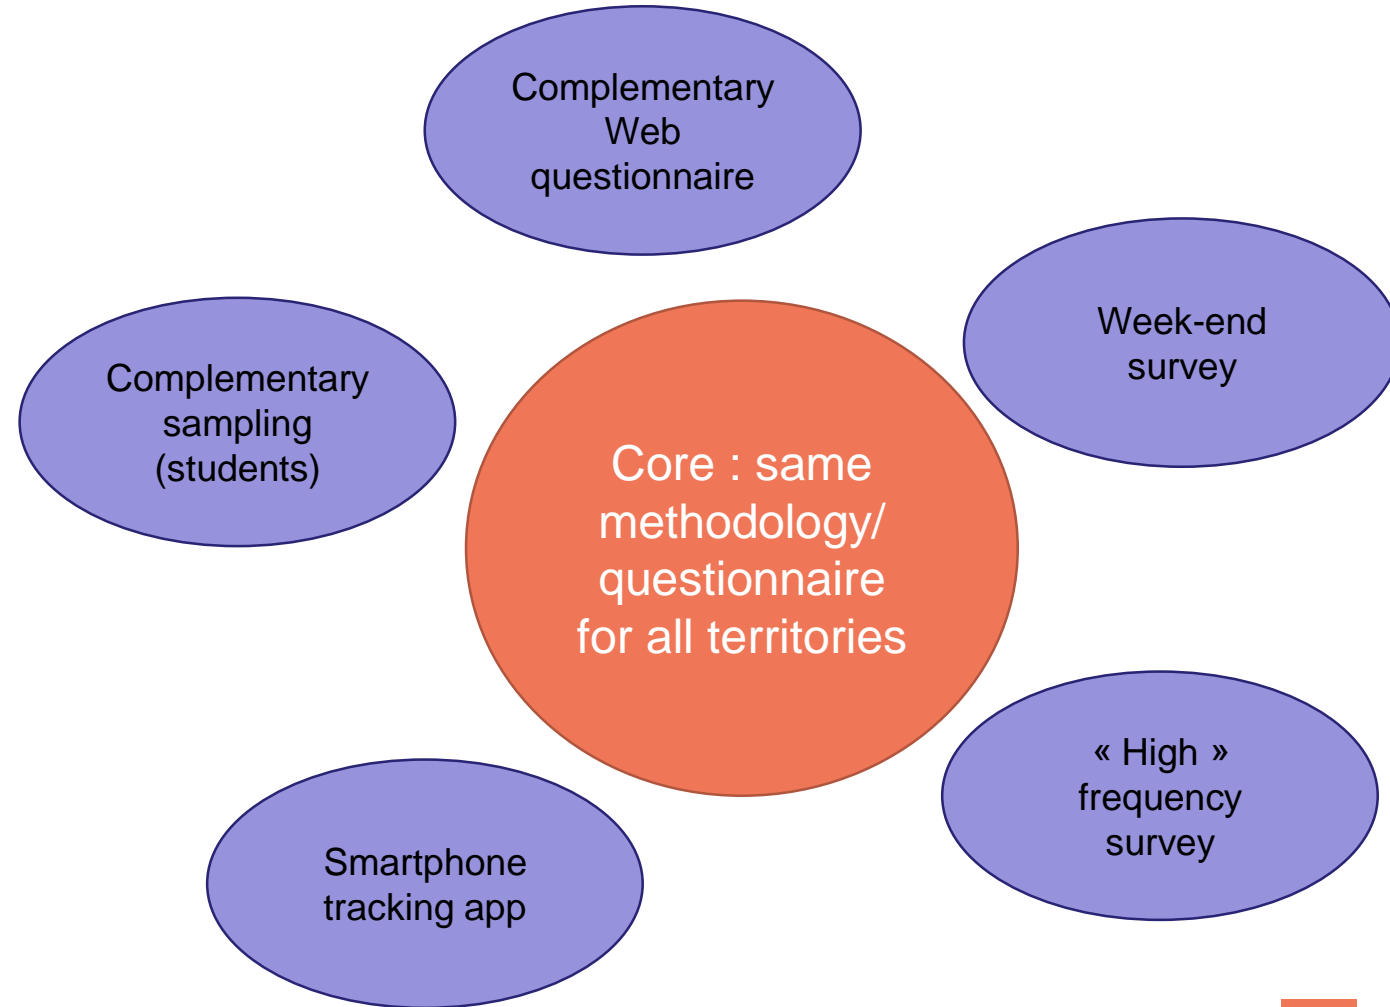 Complementary
Web
questionnaire
Week-end
survey
Complementary
sampling
(students)
Core : same
methodology/
questionnaire
for all territories
« High »
frequency
survey
Smartphone
tracking app